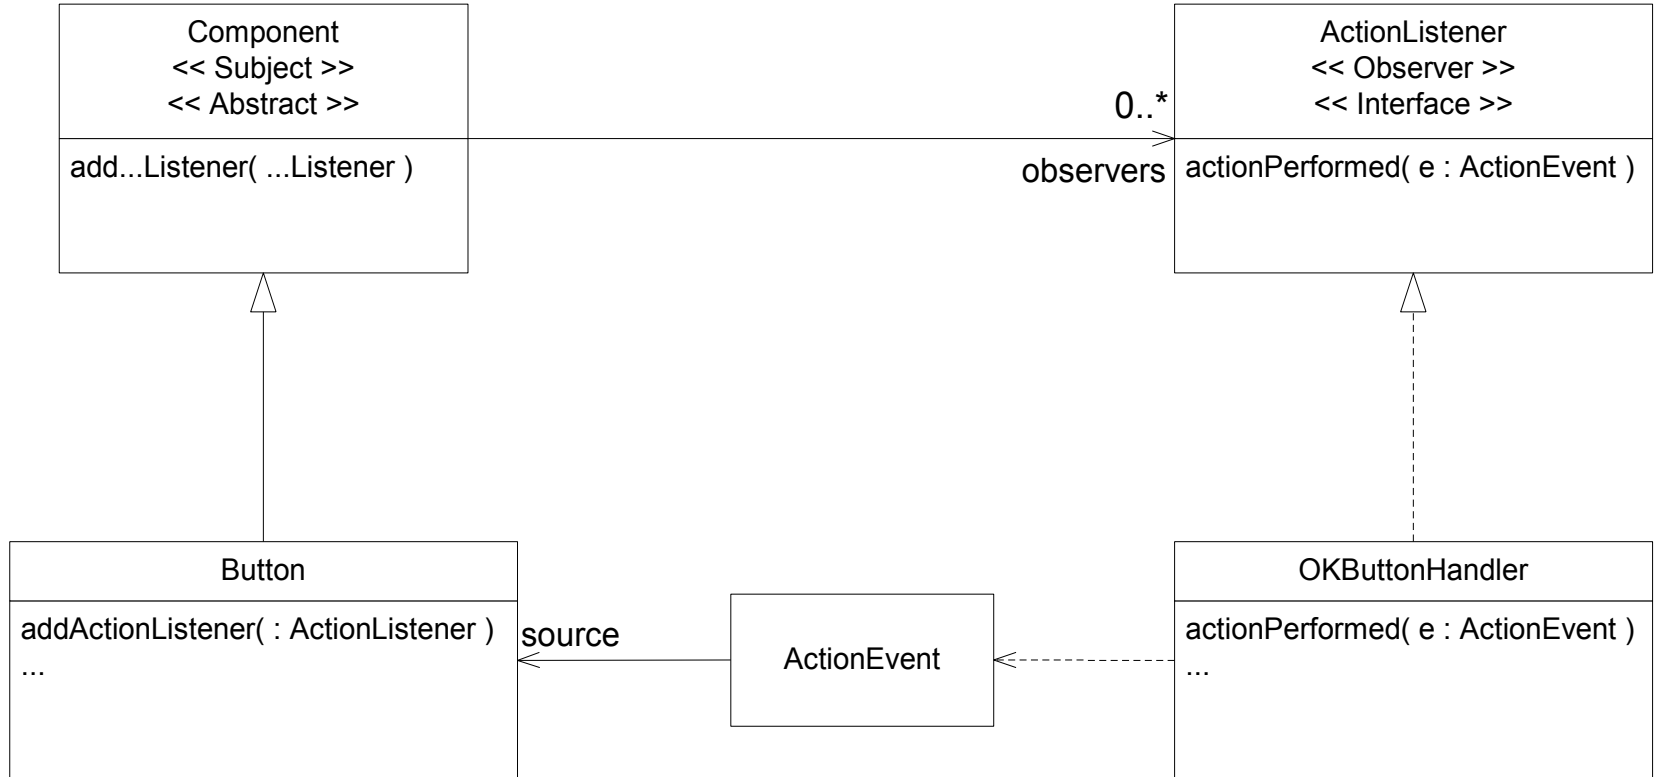 Component
<< Subject >>
<< Abstract >>
add...Listener( ...Listener )
0..*
observers
ActionListener
<< Observer >>
<< Interface >>
actionPerformed( e : ActionEvent )
Button
addActionListener( : ActionListener )
...
source
ActionEvent
OKButtonHandler
actionPerformed( e : ActionEvent )
...